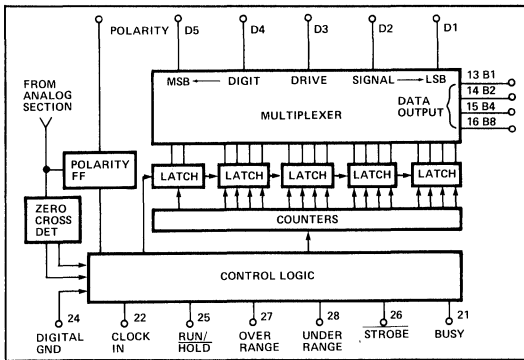 POLARITY D5 D4 D3 D2 D1
MSB DIGIT DRIVE SIGNAL LSB
MULTIPLEXER
DATA
OUTPUT
13 B1
14 B2
15 B4
16 B8
FROM
ANALOG
SECTION
POLARITY
FF
LATCH LATCH LATCH LATCH LATCH
ZERO
CROSS
DET
COUNTERS
CONTROL LOGIC
24 22 25 27 28 26 21
DIGITAL
GND
CLOCK
IN
RUN/
HOLD
OVER
RANGE
UNDER
RANGE
STROBE
BUSY